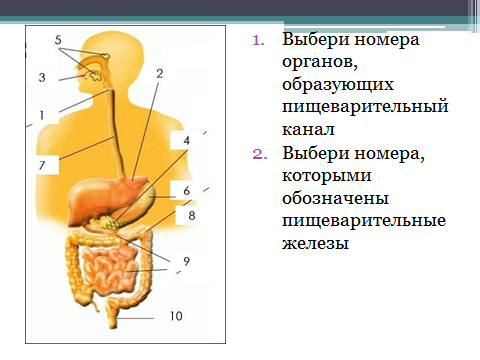 5
3
2
1
4
7
6
8
9
10
1. Выбери номера
органов,
образующих
пищеварительный
канал
2. Выбери номера,
которыми
обозначены
пищеварительные
железы